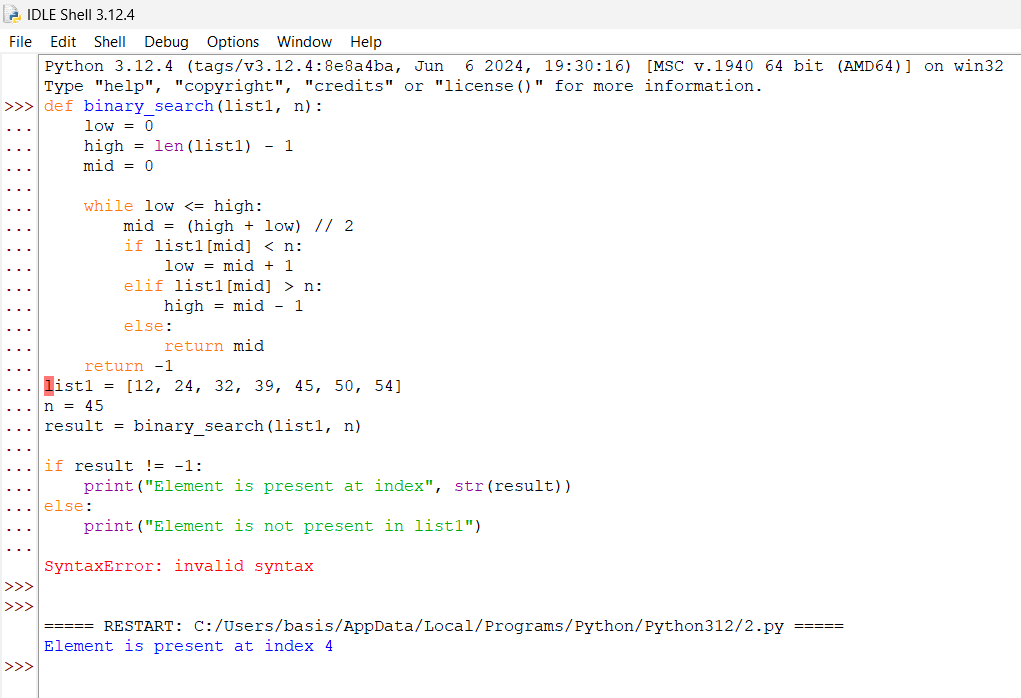 IDLE Shell 3.12.4
File Edit Shell Debug Options Window Help
Python 3.12.4 (tags/v3.12.4:8e8a4ba, Jun  6 2024, 19:30:16) [MSC v.1940 64 bit (AMD64)] on win32
Type "help", "copyright", "credits" or "license()" for more information.
>>> def binary_search(list1, n):
...     low = 0
...     high = len(list1) - 1
...     mid = 0
...
...     while low <= high:
...         mid = (high + low) // 2
...         if list1[mid] < n:
...             low = mid + 1
...         elif list1[mid] > n:
...             high = mid - 1
...         else:
...             return mid
...     return -1
... list1 = [12, 24, 32, 39, 45, 50, 54]
... n = 45
... result = binary_search(list1, n)
...
... if result != -1:
...     print("Element is present at index", str(result))
... else:
...     print("Element is not present in list1")
...
SyntaxError: invalid syntax
>>>
>>>
===== RESTART: C:/Users/basis/AppData/Local/Programs/Python/Python312/2.py =====
Element is present at index 4
>>>